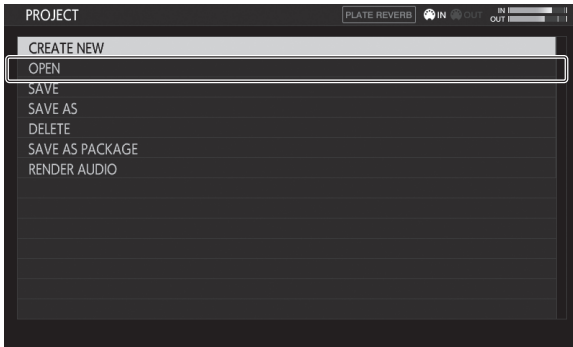 PROJECT
PLATE REVERB IN OUT IN
OUT
CREATE NEW
OPEN
SAVE
SAVE AS
DELETE
SAVE AS PACKAGE
RENDER AUDIO